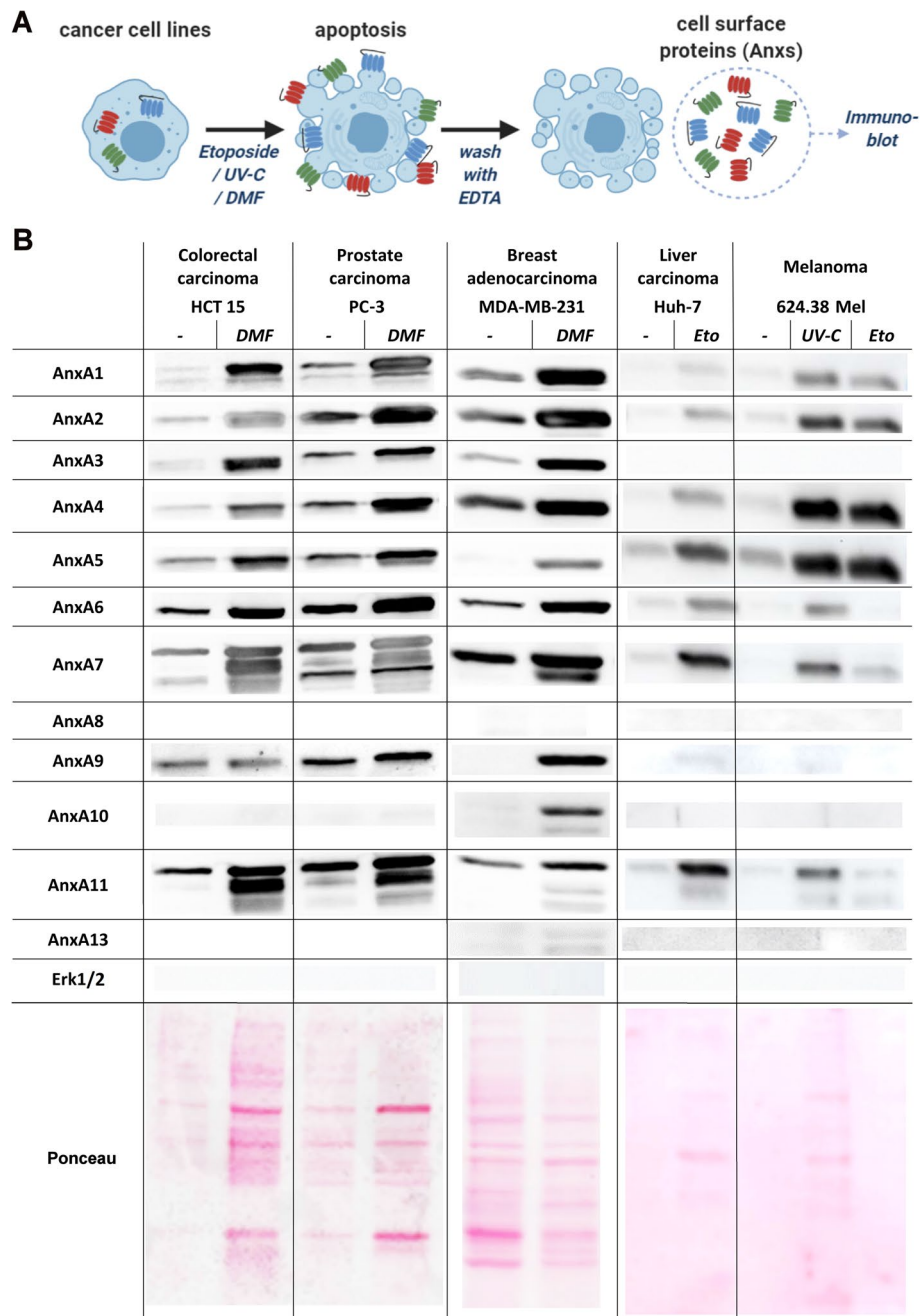 A
cancer cell lines
apoptosis
cell surface
proteins (Anxs)
Etoposide
/ UV-C
/ DMF
wash
with
EDTA
Immuno-
blot
B
Colorectal
carcinoma
HCT 15
Prostate
carcinoma
PC-3
Breast
adenocarcinoma
MDA-MB-231
Liver
carcinoma
Huh-7
Melanoma
624.38 Mel
- DMF - DMF - DMF - Eto - UV-C Eto
AnxA1
AnxA2
AnxA3
AnxA4
AnxA5
AnxA6
AnxA7
AnxA8
AnxA9
AnxA10
AnxA11
AnxA13
Erk1/2
Ponceau